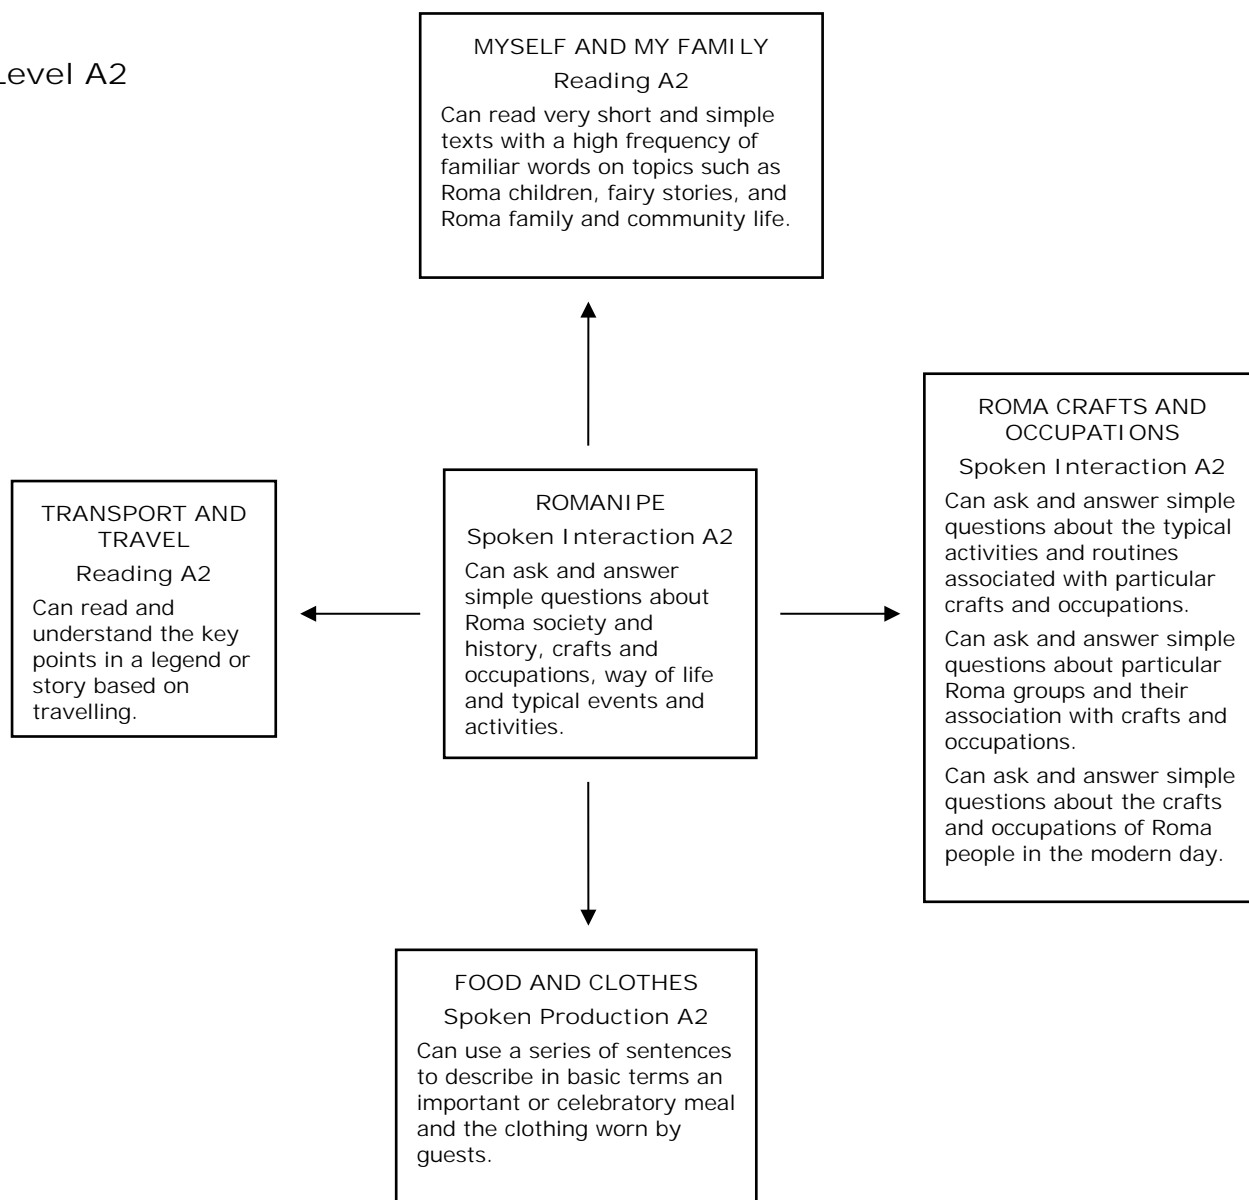 Level A2
MYSELF AND MY FAMILY
Reading A2
Can read very short and simple
texts with a high frequency of
familiar words on topics such as
Roma children, fairy stories, and
Roma family and community life.
TRANSPORT AND
TRAVEL
Reading A2
Can read and
understand the key
points in a legend or
story based on
travelling.
ROMANIPE
Spoken Interaction A2
Can ask and answer
simple questions about
Roma society and
history, crafts and
occupations, way of life
and typical events and
activities.
ROMA CRAFTS AND
OCCUPATIONS
Spoken Interaction A2
Can ask and answer simple
questions about the typical
activities and routines
associated with particular
crafts and occupations.
Can ask and answer simple
questions about particular
Roma groups and their
association with crafts and
occupations.
Can ask and answer simple
questions about the crafts
and occupations of Roma
people in the modern day.
FOOD AND CLOTHES
Spoken Production A2
Can use a series of sentences
to describe in basic terms an
important or celebratory meal
and the clothing worn by
guests.